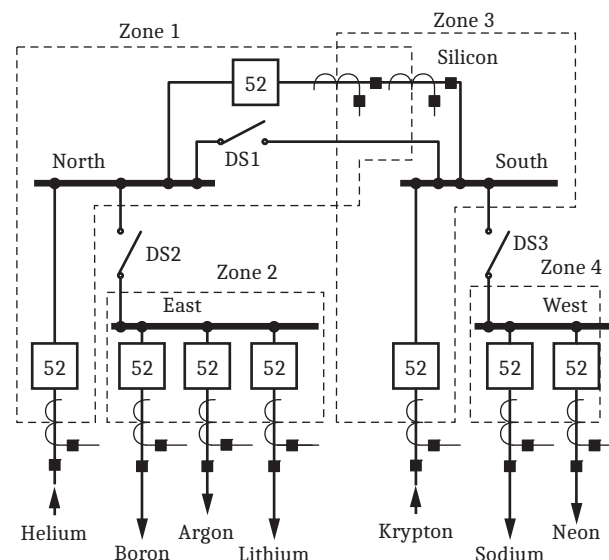 Zone 1
Zone 3
Silicon
52
North
DS1
South
DS2
DS3
Zone 2
Zone 4
East
West
52
52
52
52
52
52
52
Helium
Boron
Argon
Lithium
Krypton
Sodium
Neon